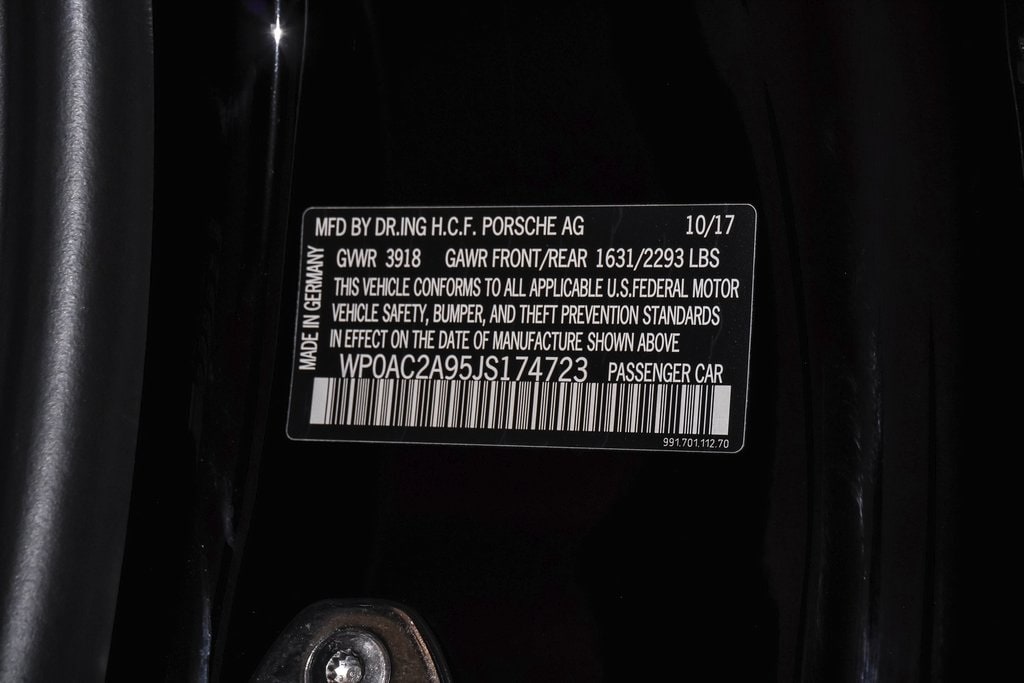 MFD BY DR.ING H.C.F. PORSCHE AG 10/17
GVWR 3918 GAWR FRONT/REAR 1631/2293 LBS
THIS VEHICLE CONFORMS TO ALL APPLICABLE U.S.FEDERAL MOTOR
VEHICLE SAFETY, BUMPER, AND THEFT PREVENTION STANDARDS
IN EFFECT ON THE DATE OF MANUFACTURE SHOWN ABOVE
WP0AC2A95JS174723 PASSENGER CAR
991.701.112.70
MADE IN GERMANY